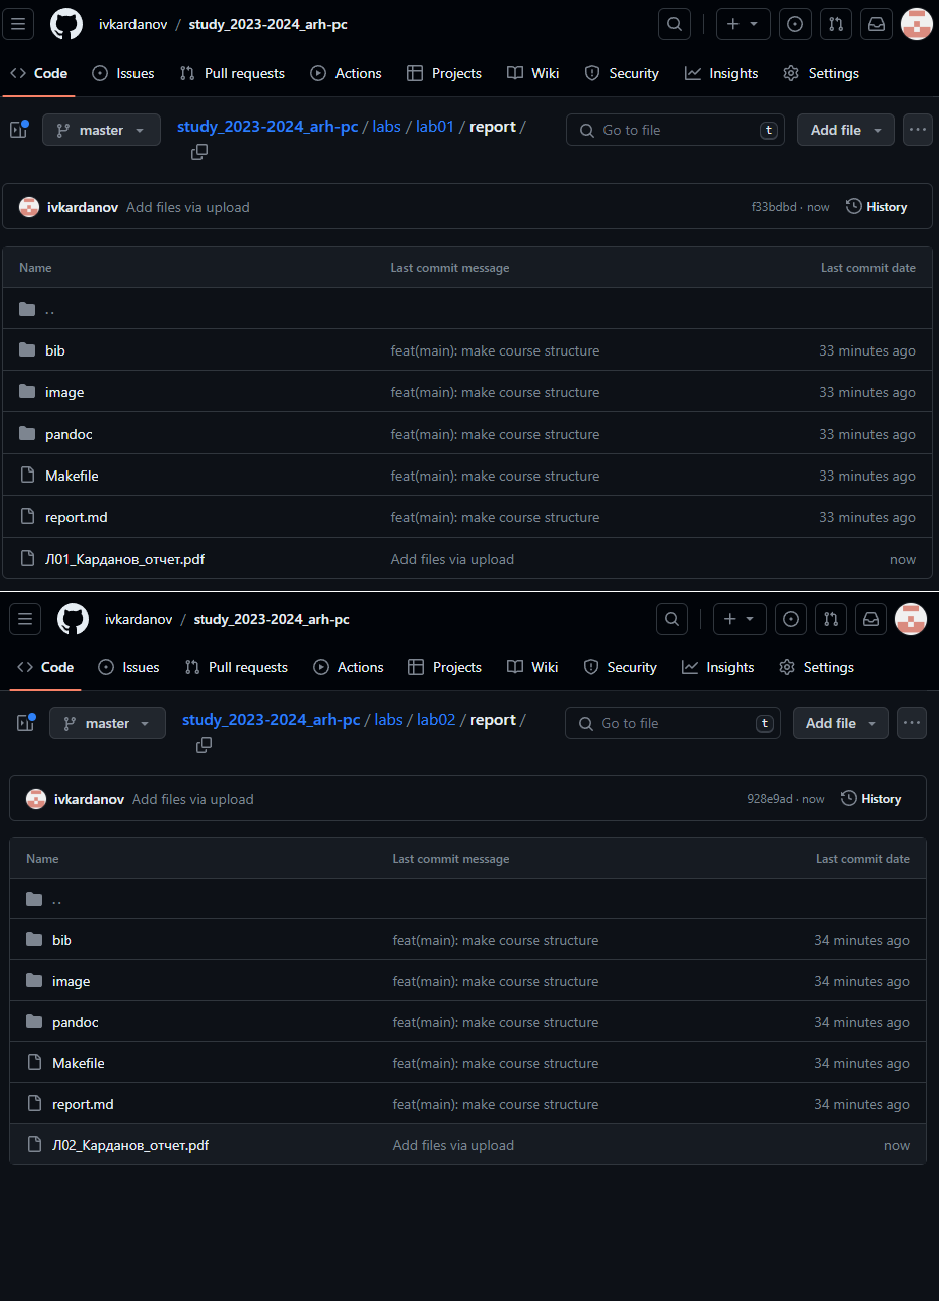 ivkardanov / study_2023-2024_arh-pc
Code Issues Pull requests Actions Projects Wiki Security Insights Settings
master study_2023-2024_arh-pc / labs / lab01 / report / Go to file t Add file
ivkardanov Add files via upload f33bdbd · now History
Name Last commit message Last commit date
..
bib feat(main): make course structure 33 minutes ago
image feat(main): make course structure 33 minutes ago
pandoc feat(main): make course structure 33 minutes ago
Makefile feat(main): make course structure 33 minutes ago
report.md feat(main): make course structure 33 minutes ago
Л01_Карданов_отчет.pdf Add files via upload now
ivkardanov / study_2023-2024_arh-pc
Code Issues Pull requests Actions Projects Wiki Security Insights Settings
master study_2023-2024_arh-pc / labs / lab02 / report / Go to file t Add file
ivkardanov Add files via upload 928e9ad · now History
Name Last commit message Last commit date
..
bib feat(main): make course structure 34 minutes ago
image feat(main): make course structure 34 minutes ago
pandoc feat(main): make course structure 34 minutes ago
Makefile feat(main): make course structure 34 minutes ago
report.md feat(main): make course structure 34 minutes ago
Л02_Карданов_отчет.pdf Add files via upload now